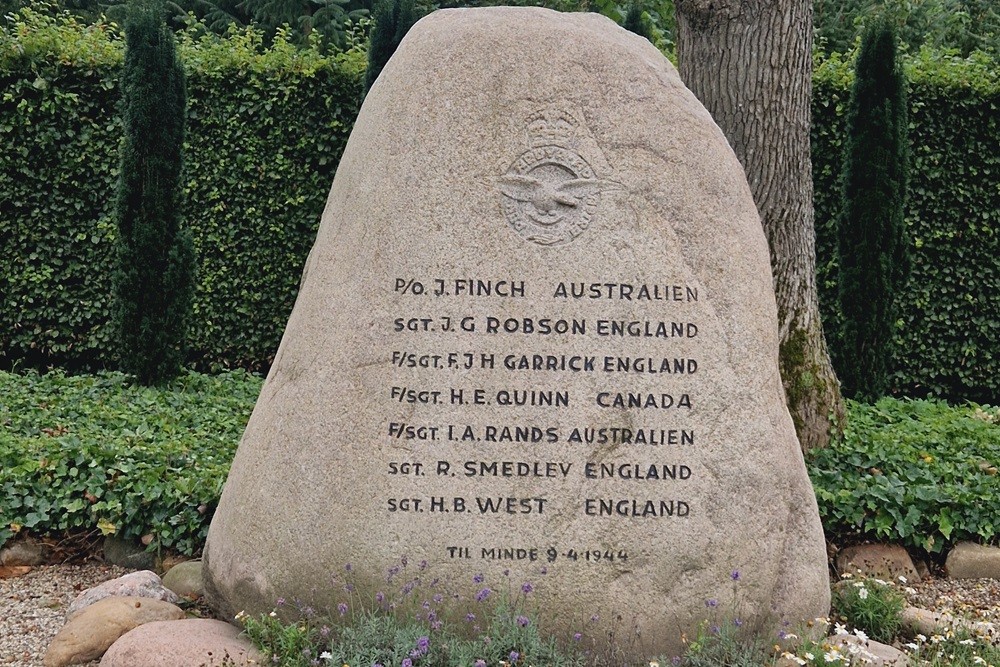 P/O. J. FINCH AUSTRALIEN
SGT. J. G ROBSON ENGLAND
F/SGT. F. J H GARRICK ENGLAND
F/SGT. H. E. QUINN CANADA
F/SGT. I. A. RANDS AUSTRALIEN
SGT R. SMEDLEV ENGLAND
SGT. H. B. WEST ENGLAND
TIL MINDE 9-4-1944